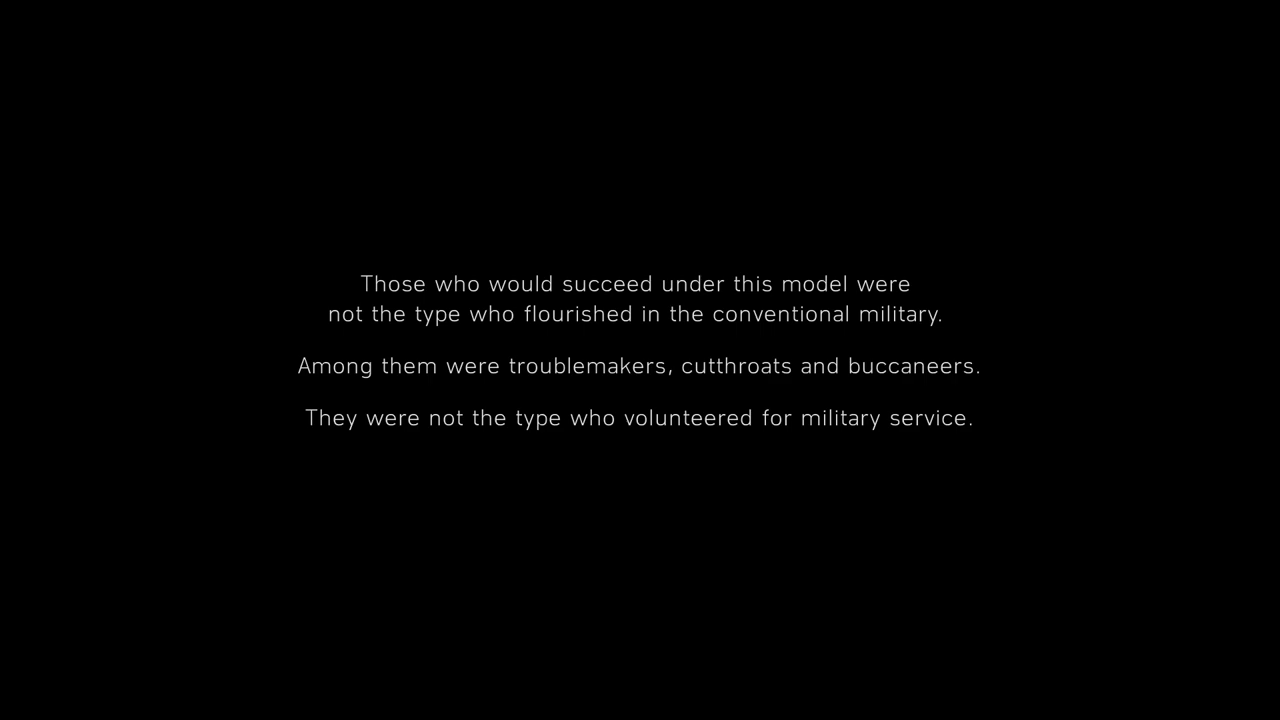 Those who would succeed under this model were
not the type who flourished in the conventional military.
Among them were troublemakers, cutthroats and buccaneers.
They were not the type who volunteered for military service.